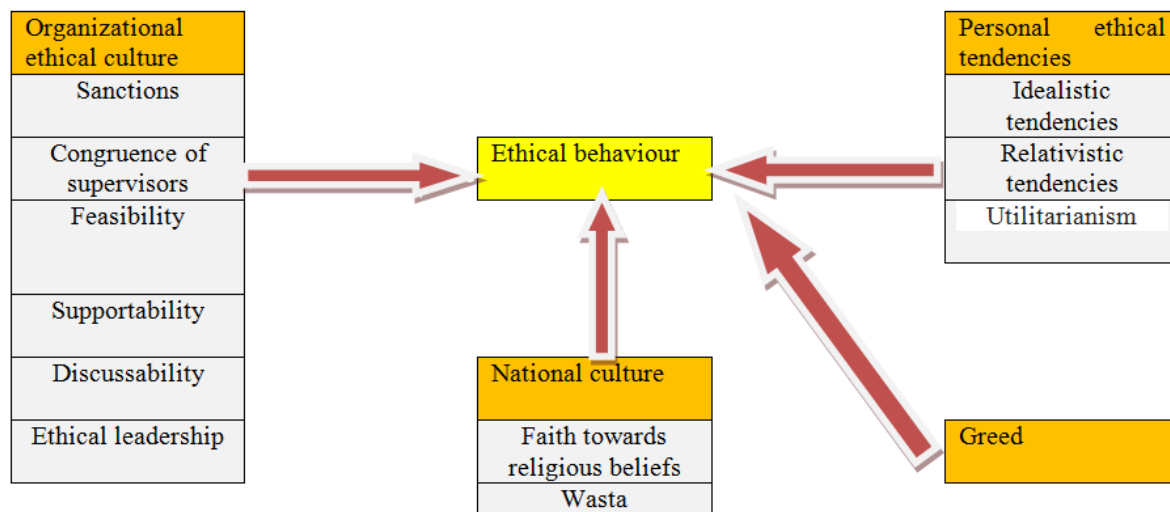 Organizational
ethical culture
Sanctions
Congruence of
supervisors
Feasibility
Supportability
Discussability
Ethical leadership
Ethical behaviour
National culture
Faith towards
religious beliefs
Wasta
Personal ethical
tendencies
Idealistic
tendencies
Relativistic
tendencies
Utilitarianism
Greed